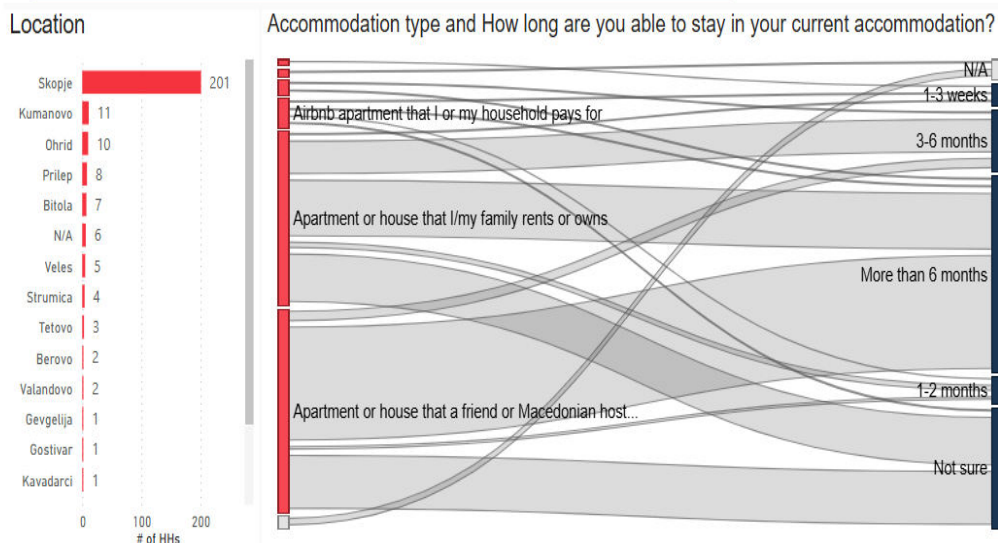 Location
Skopje 201
Kumanovo 11
Ohrid 10
Prilep 8
Bitola 7
N/A 6
Veles 5
Strumica 4
Tetovo 3
Berovo 2
Valandovo 2
Gevgelija 1
Gostivar 1
Kavadarci 1
0 100 200
# of HHs
Accommodation type and How long are you able to stay in your current accommodation?
Airbnb apartment that I or my household pays for
Apartment or house that I/my family rents or owns
Apartment or house that a friend or Macedonian host...
N/A
1-3 weeks
3-6 months
More than 6 months
1-2 months
Not sure